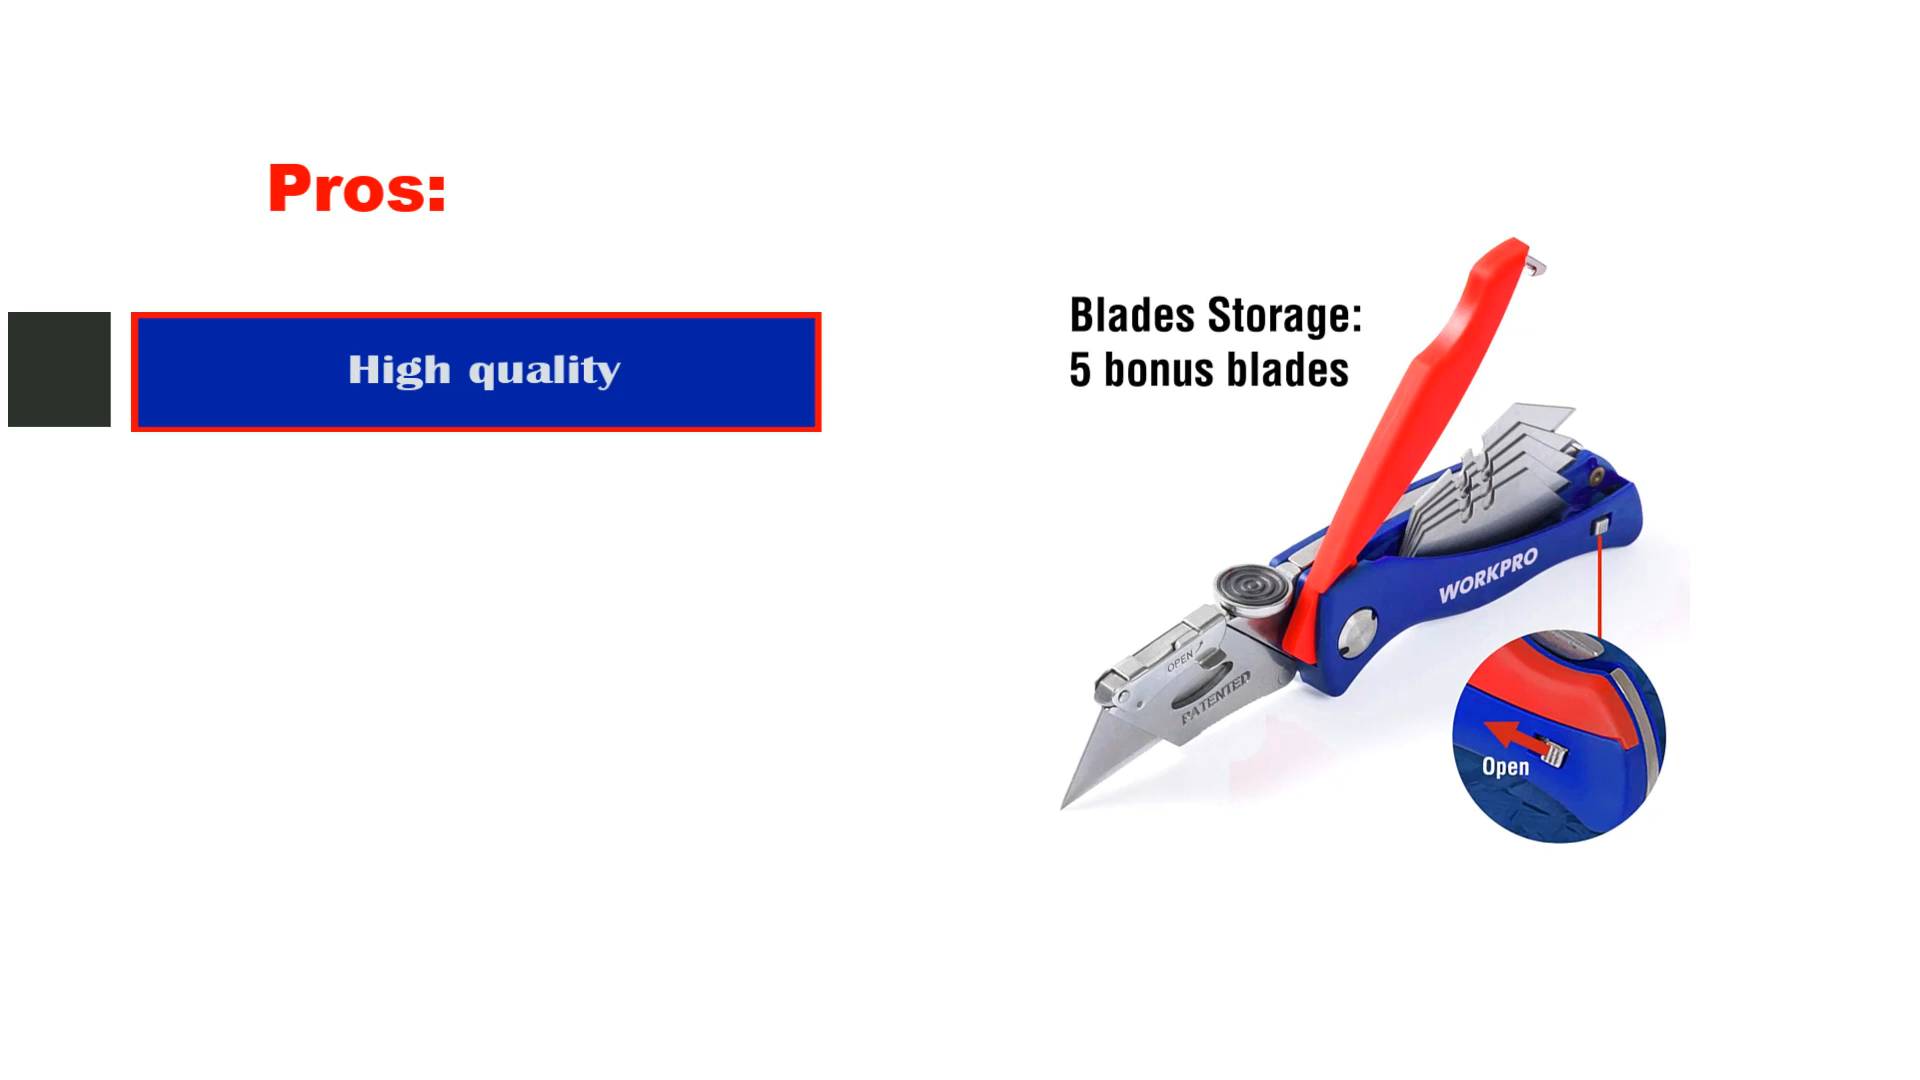 Pros:
High quality
Blades Storage:
5 bonus blades
WORKPRO
OPEN
PATENTED
Open